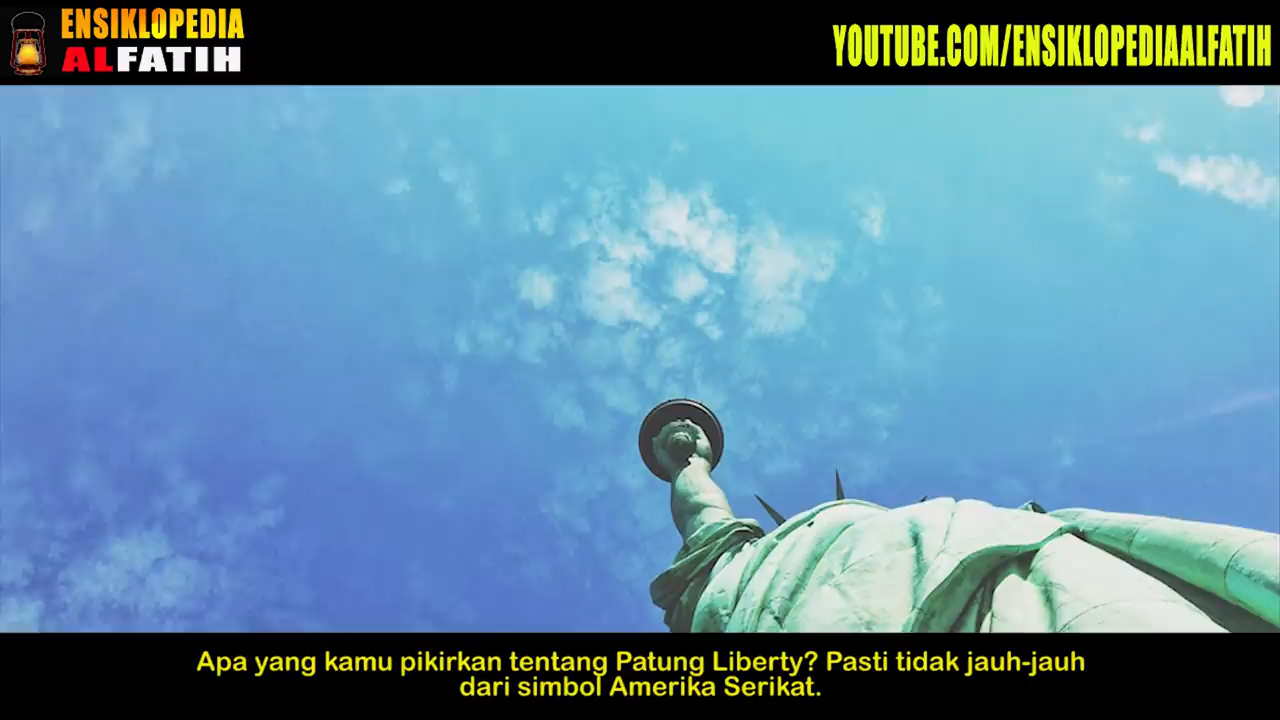 ENSIKLOPEDIA
ALFATIH
YOUTUBE.COM/ENSIKLOPEDIAALFATIH
Apa yang kamu pikirkan tentang Patung Liberty? Pasti tidak jauh-jauh
dari simbol Amerika Serikat.